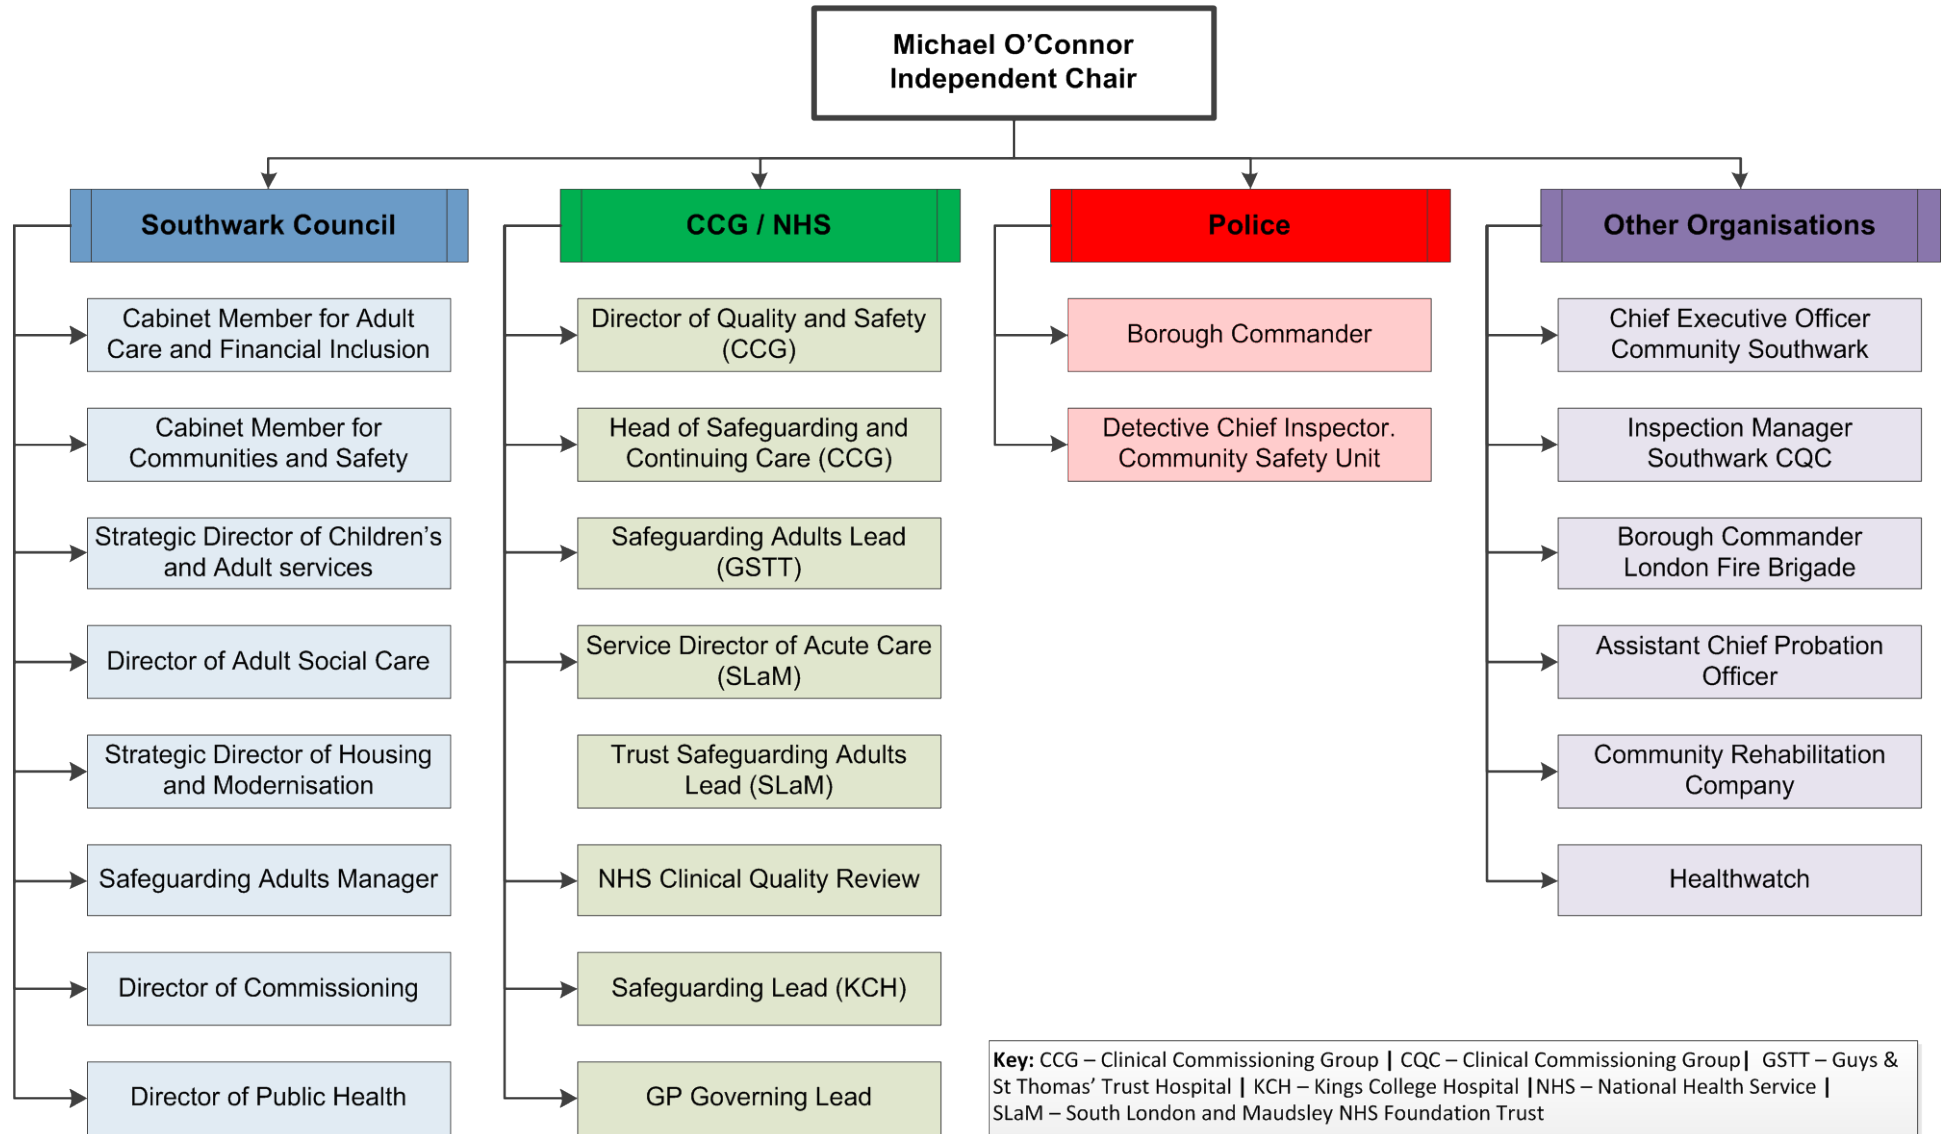 Michael O’Connor
Independent Chair
Southwark Council
Cabinet Member for Adult
Care and Financial Inclusion
Cabinet Member for
Communities and Safety
Strategic Director of Children’s
and Adult services
Director of Adult Social Care
Strategic Director of Housing
and Modernisation
Safeguarding Adults Manager
Director of Commissioning
Director of Public Health
CCG / NHS
Director of Quality and Safety
(CCG)
Head of Safeguarding and
Continuing Care (CCG)
Safeguarding Adults Lead
(GSTT)
Service Director of Acute Care
(SLaM)
Trust Safeguarding Adults
Lead (SLaM)
NHS Clinical Quality Review
Safeguarding Lead (KCH)
GP Governing Lead
Police
Borough Commander
Detective Chief Inspector.
Community Safety Unit
Other Organisations
Chief Executive Officer
Community Southwark
Inspection Manager
Southwark CQC
Borough Commander
London Fire Brigade
Assistant Chief Probation
Officer
Community Rehabilitation
Company
Healthwatch
Key: CCG – Clinical Commissioning Group | CQC – Clinical Commissioning Group| GSTT – Guys &
St Thomas’ Trust Hospital | KCH – Kings College Hospital |NHS – National Health Service |
SLaM – South London and Maudsley NHS Foundation Trust